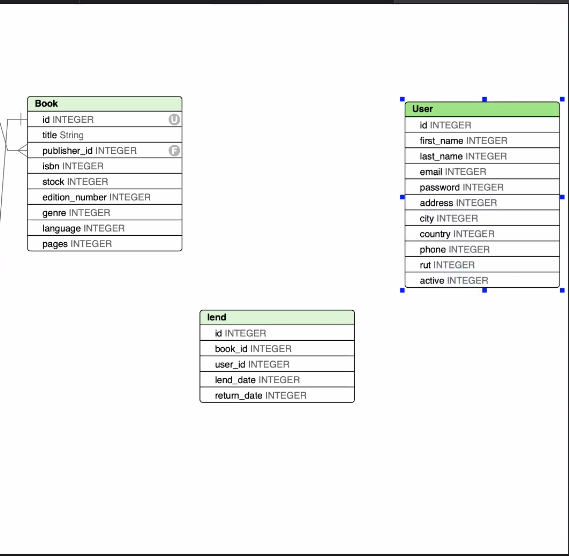 Book
id INTEGER U
title String
publisher_id INTEGER F
isbn INTEGER
stock INTEGER
edition_number INTEGER
genre INTEGER
language INTEGER
pages INTEGER
User
id INTEGER
first_name INTEGER
last_name INTEGER
email INTEGER
password INTEGER
address INTEGER
city INTEGER
country INTEGER
phone INTEGER
rut INTEGER
active INTEGER
lend
id INTEGER
book_id INTEGER
user_id INTEGER
lend_date INTEGER
return_date INTEGER